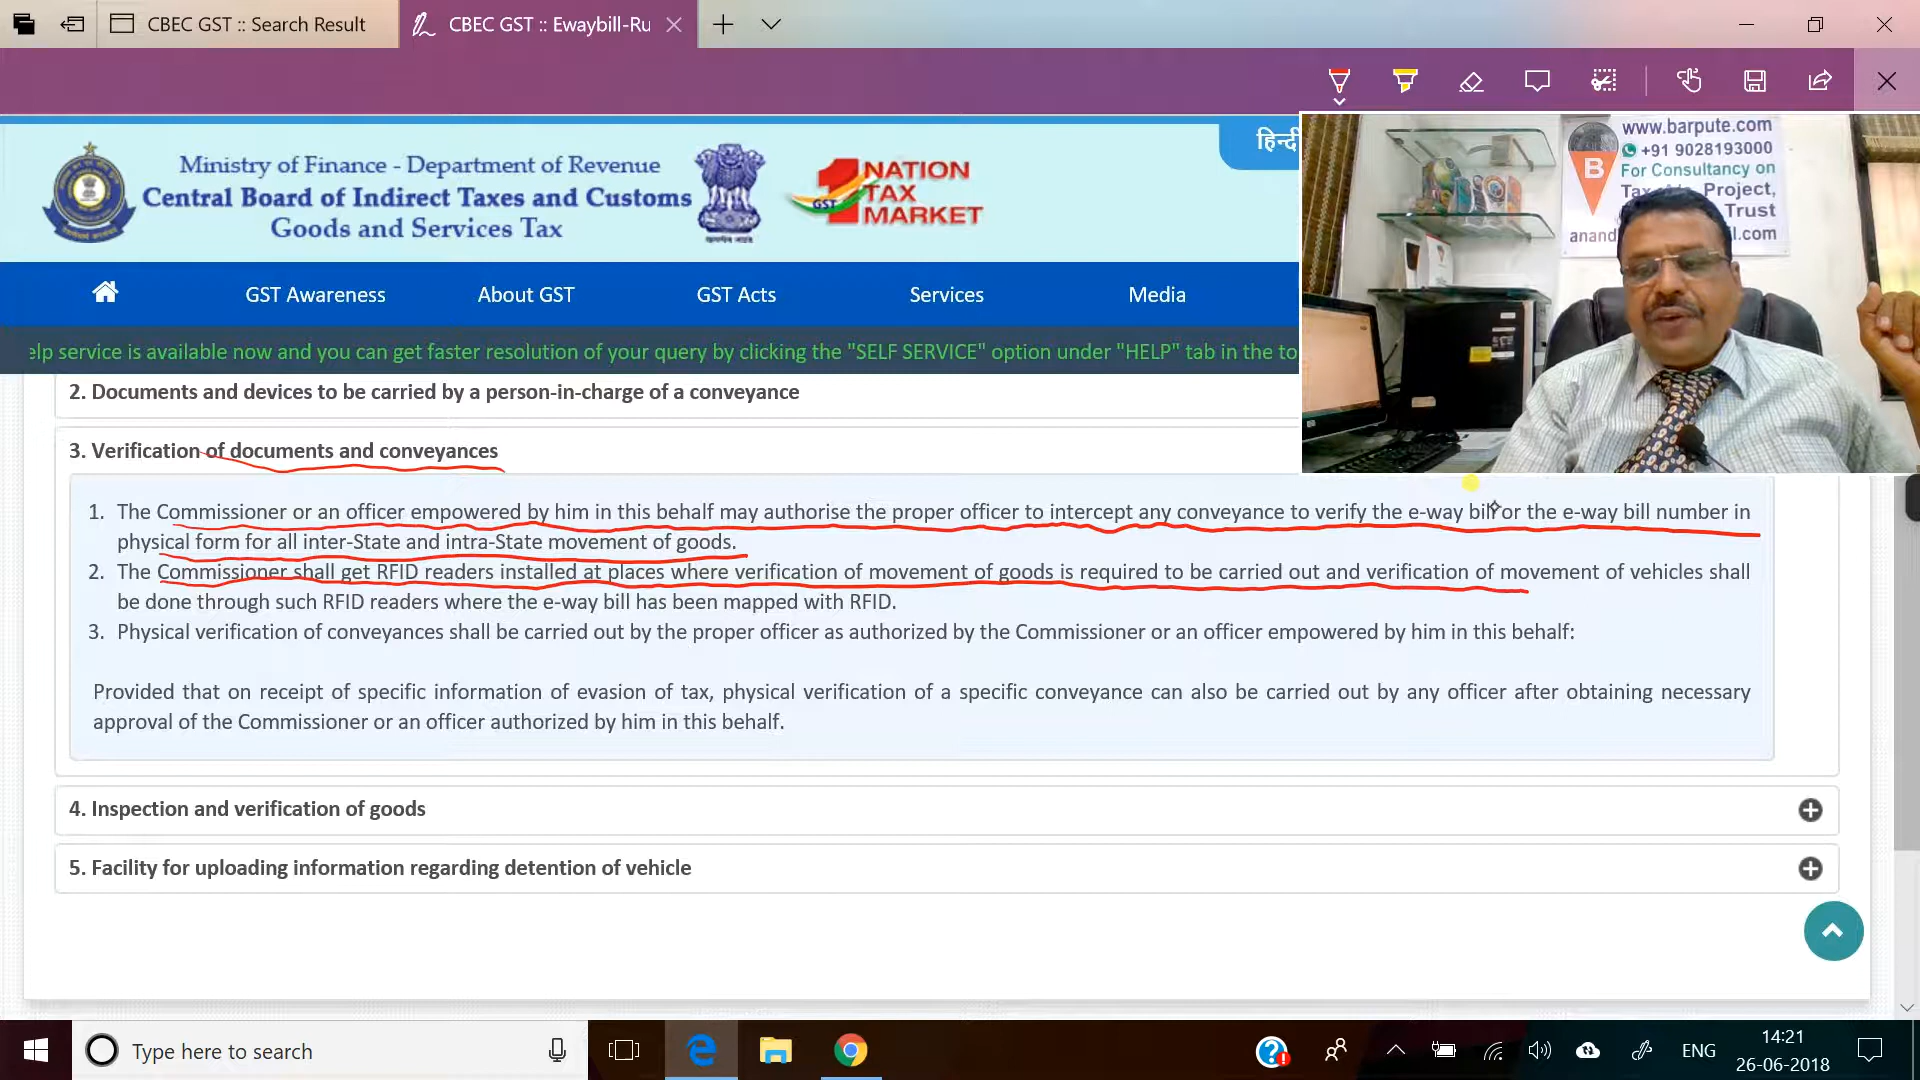 CBEC GST :: Search Result
CBEC GST :: Ewaybill-Ru
Ministry of Finance - Department of Revenue
Central Board of Indirect Taxes and Customs
Goods and Services Tax
GST
1 NATION
TAX
MARKET
हिन्दी
www.barpute.com
+91 9028193000
For Consultancy on
B
Project,
Trust
anand
il.com
GST Awareness
About GST
GST Acts
Services
Media
elp service is available now and you can get faster resolution of your query by clicking the "SELF SERVICE" option under "HELP" tab in the to
2. Documents and devices to be carried by a person-in-charge of a conveyance
3. Verification of documents and conveyances
1. The Commissioner or an officer empowered by him in this behalf may authorise the proper officer to intercept any conveyance to verify the e-way bill or the e-way bill number in
physical form for all inter-State and intra-State movement of goods.
2. The Commissioner shall get RFID readers installed at places where verification of movement of goods is required to be carried out and verification of movement of vehicles shall
be done through such RFID readers where the e-way bill has been mapped with RFID.
3. Physical verification of conveyances shall be carried out by the proper officer as authorized by the Commissioner or an officer empowered by him in this behalf:
Provided that on receipt of specific information of evasion of tax, physical verification of a specific conveyance can also be carried out by any officer after obtaining necessary
approval of the Commissioner or an officer authorized by him in this behalf.
4. Inspection and verification of goods
5. Facility for uploading information regarding detention of vehicle
Type here to search
ENG
14:21
26-06-2018